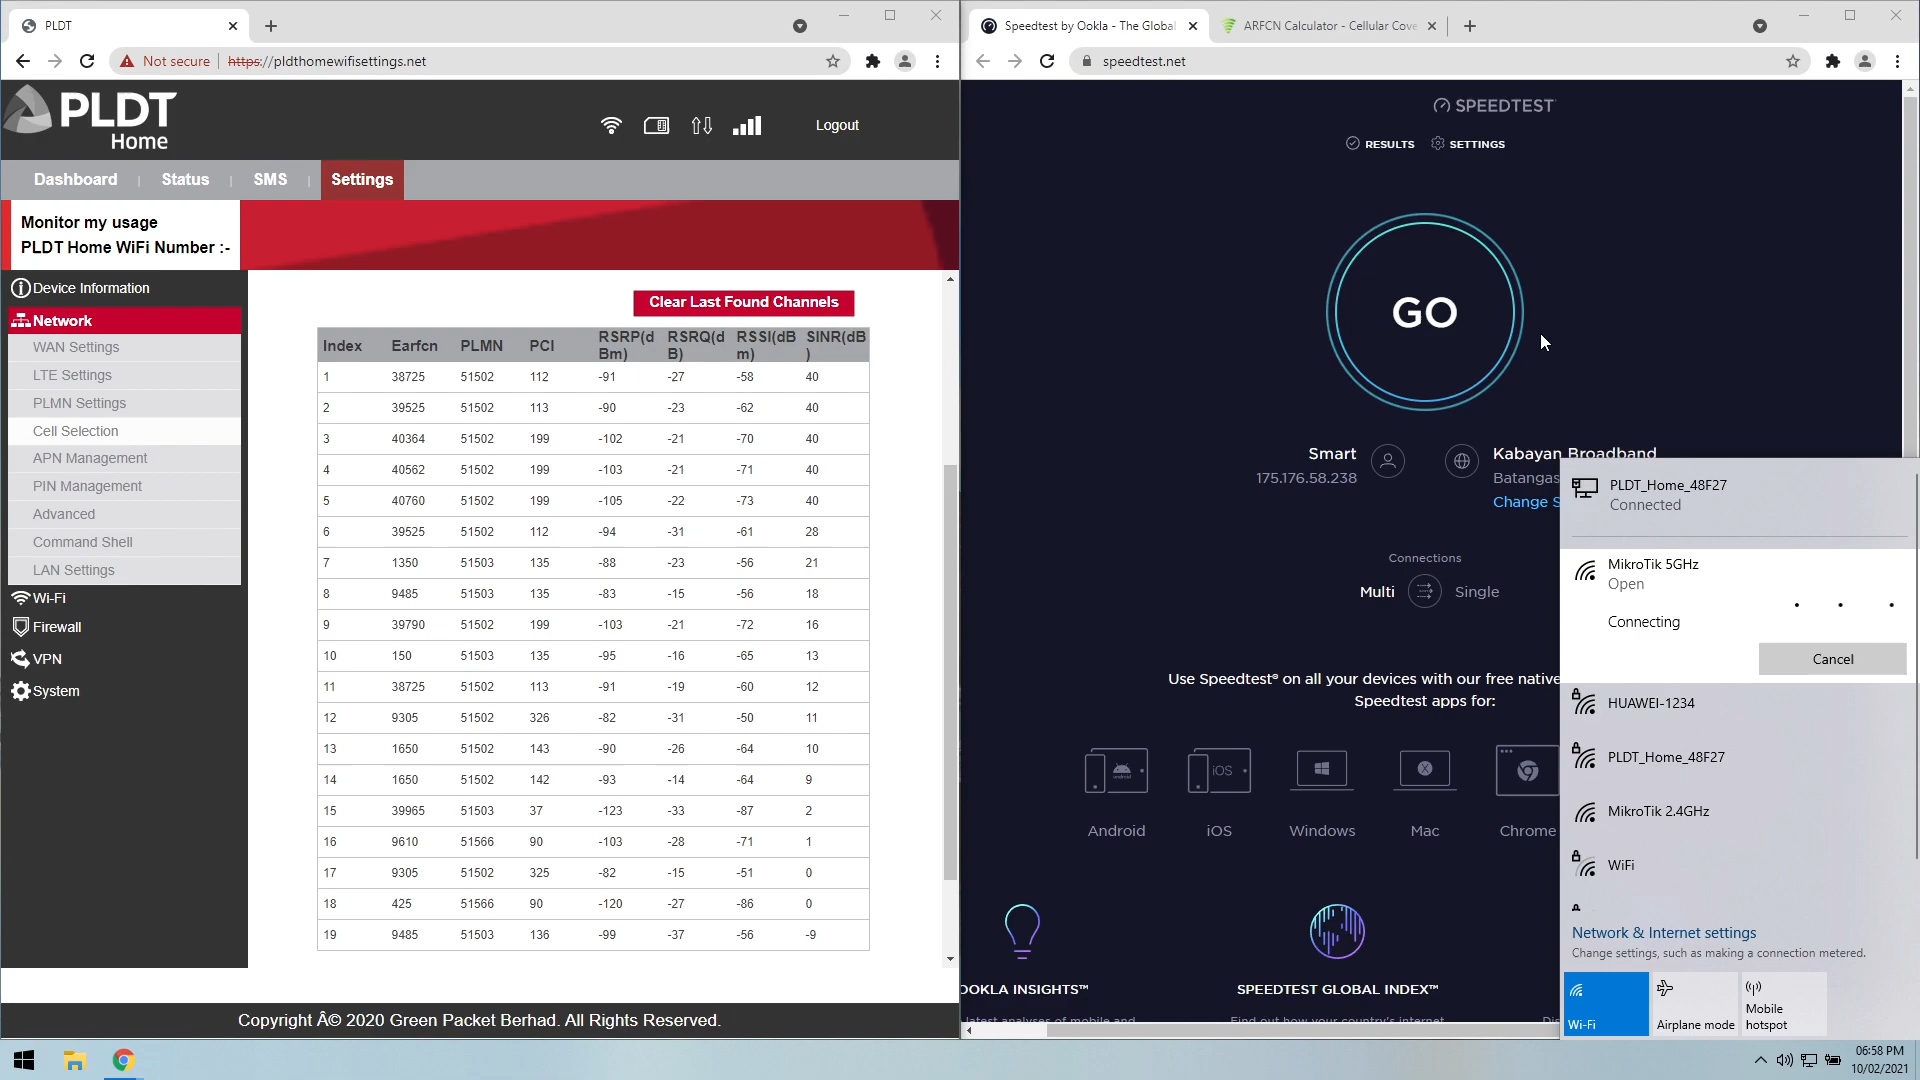 PLDT
Not secure
https://pldthomewifisettings.net
PLDT
Home
Logout
Dashboard | Status | SMS | Settings
Monitor my usage
PLDT Home WiFi Number :-
Device Information
Network
WAN Settings
LTE Settings
PLMN Settings
Cell Selection
APN Management
PIN Management
Advanced
Command Shell
LAN Settings
Wi-Fi
Firewall
VPN
System
Clear Last Found Channels
Index Earfcn PLMN PCI RSRP(dBm) RSRQ(dB) RSSI(dBm) SINR(dB)
1 38725 51502 112 -91 -27 -58 40
2 39525 51502 113 -90 -23 -62 40
3 40364 51502 199 -102 -21 -70 40
4 40562 51502 199 -103 -21 -71 40
5 40760 51502 199 -105 -22 -73 40
6 39525 51502 112 -94 -31 -61 28
7 1350 51503 135 -88 -23 -56 21
8 9485 51503 135 -83 -15 -56 18
9 39790 51502 199 -103 -21 -72 16
10 150 51503 135 -95 -16 -65 13
11 38725 51502 113 -91 -19 -60 12
12 9305 51502 326 -82 -31 -50 11
13 1650 51502 143 -90 -26 -64 10
14 1650 51502 142 -93 -14 -64 9
15 39965 51503 37 -123 -33 -87 2
16 9610 51566 90 -103 -28 -71 1
17 9305 51502 325 -82 -15 -51 0
18 425 51566 90 -120 -27 -86 0
19 9485 51503 136 -99 -37 -56 -9
Copyright Â© 2020 Green Packet Berhad. All Rights Reserved.
Speedtest by Ookla - The Global
ARFCN Calculator - Cellular Cove
speedtest.net
SPEEDTEST
RESULTS SETTINGS
GO
Smart
175.176.58.238
Kabayan Broadband
Batangas
Change S
Connections
Multi Single
Use Speedtest® on all your devices with our free native
Speedtest apps for:
android
iOS
Android iOS Windows Mac Chrome
OOKLA INSIGHTS™
latest analyses of mobile and
SPEEDTEST GLOBAL INDEX™
Find out how your country's internet
PLDT_Home_48F27
Connected
MikroTik 5GHz
Open
Connecting
Cancel
HUAWEI-1234
PLDT_Home_48F27
MikroTik 2.4GHz
WiFi
Network & Internet settings
Change settings, such as making a connection metered.
Wi-Fi
Airplane mode
Mobile
hotspot
06:58 PM
10/02/2021